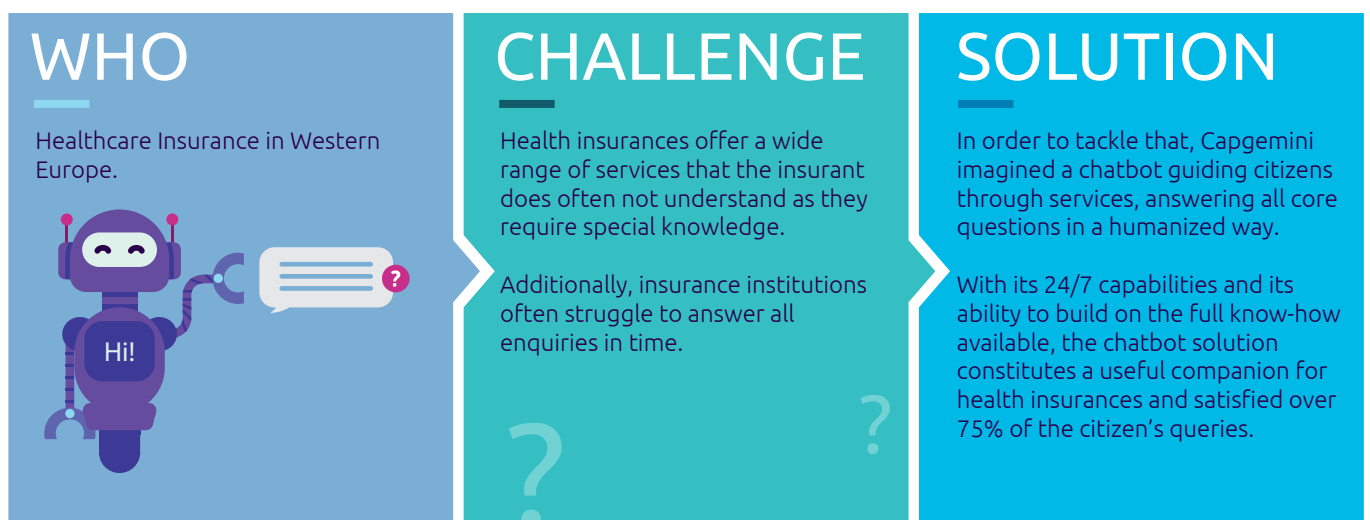 WHO
Healthcare Insurance in Western
Europe.
Hi!
?
CHALLENGE
Health insurances offer a wide
range of services that the insurant
does often not understand as they
require special knowledge.
Additionally, insurance institutions
often struggle to answer all
enquiries in time.
?
?
SOLUTION
In order to tackle that, Capgemini
imagined a chatbot guiding citizens
through services, answering all core
questions in a humanized way.
With its 24/7 capabilities and its
ability to build on the full know-how
available, the chatbot solution
constitutes a useful companion for
health insurances and satisfied over
75% of the citizen’s queries.